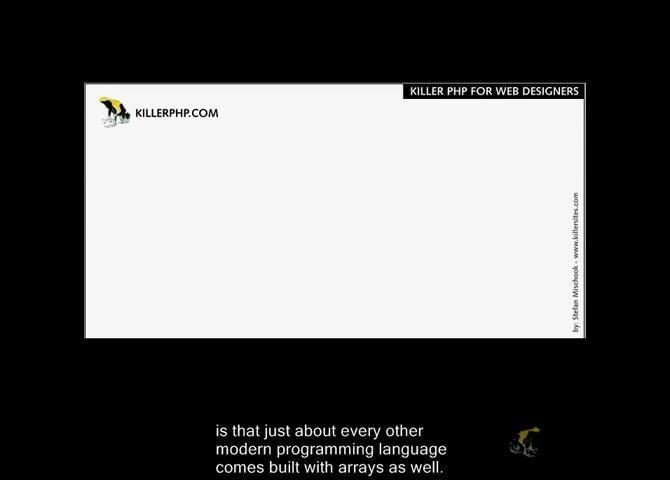 KILLER PHP FOR WEB DESIGNERS
KILLERPHP.COM
by: Stefan Mischook - www.killersites.com
is that just about every other
modern programming language
comes built with arrays as well.